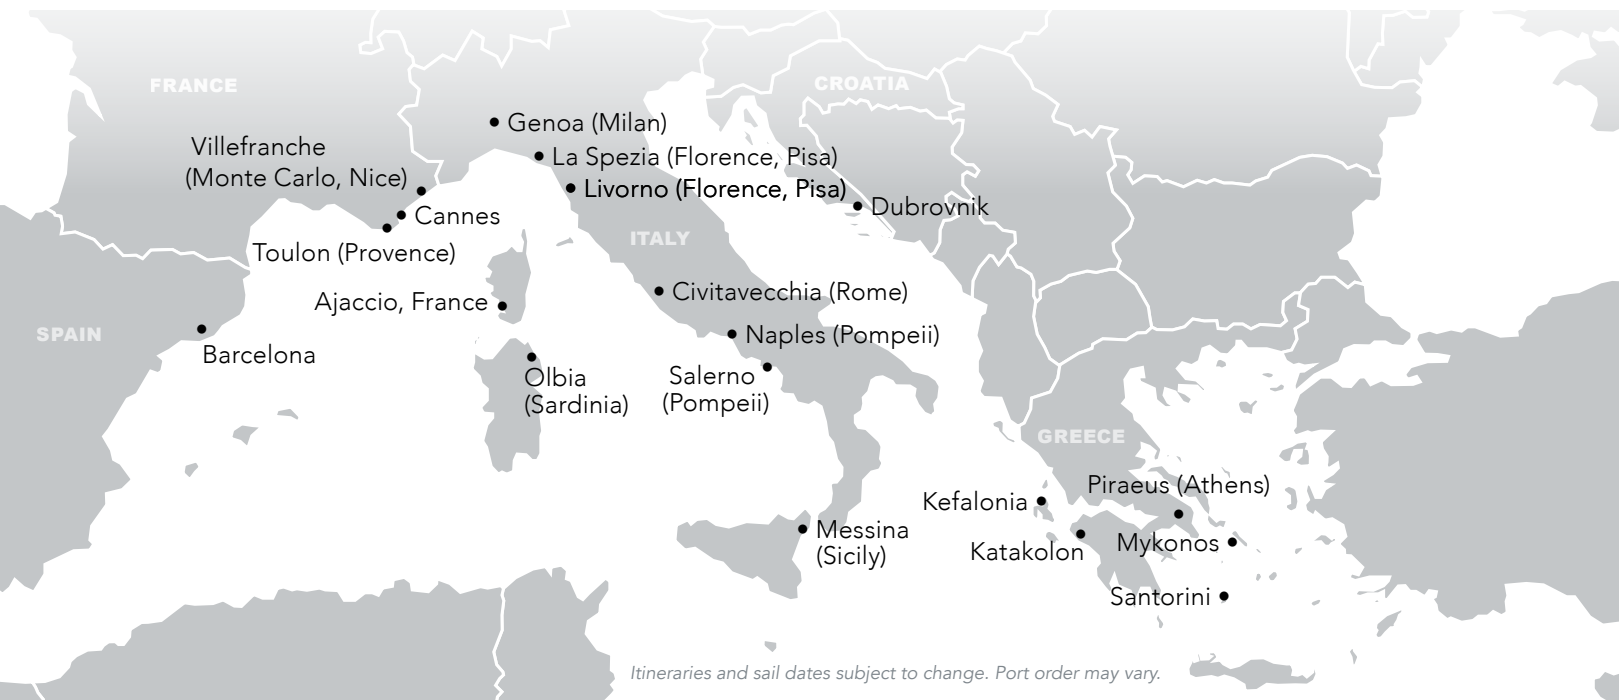 FRANCE
CROATIA
Genoa (Milan)
Villefranche
(Monte Carlo, Nice)
La Spezia (Florence, Pisa)
Livorno (Florence, Pisa)
Cannes
Dubrovnik
Toulon (Provence)
ITALY
Ajaccio, France
Civitavecchia (Rome)
SPAIN
Barcelona
Naples (Pompeii)
Olbia
(Sardinia)
Salerno
(Pompeii)
GREECE
Piraeus (Athens)
Kefalonia
Messina
(Sicily)
Katakolon
Mykonos
Santorini
Itineraries and sail dates subject to change. Port order may vary.